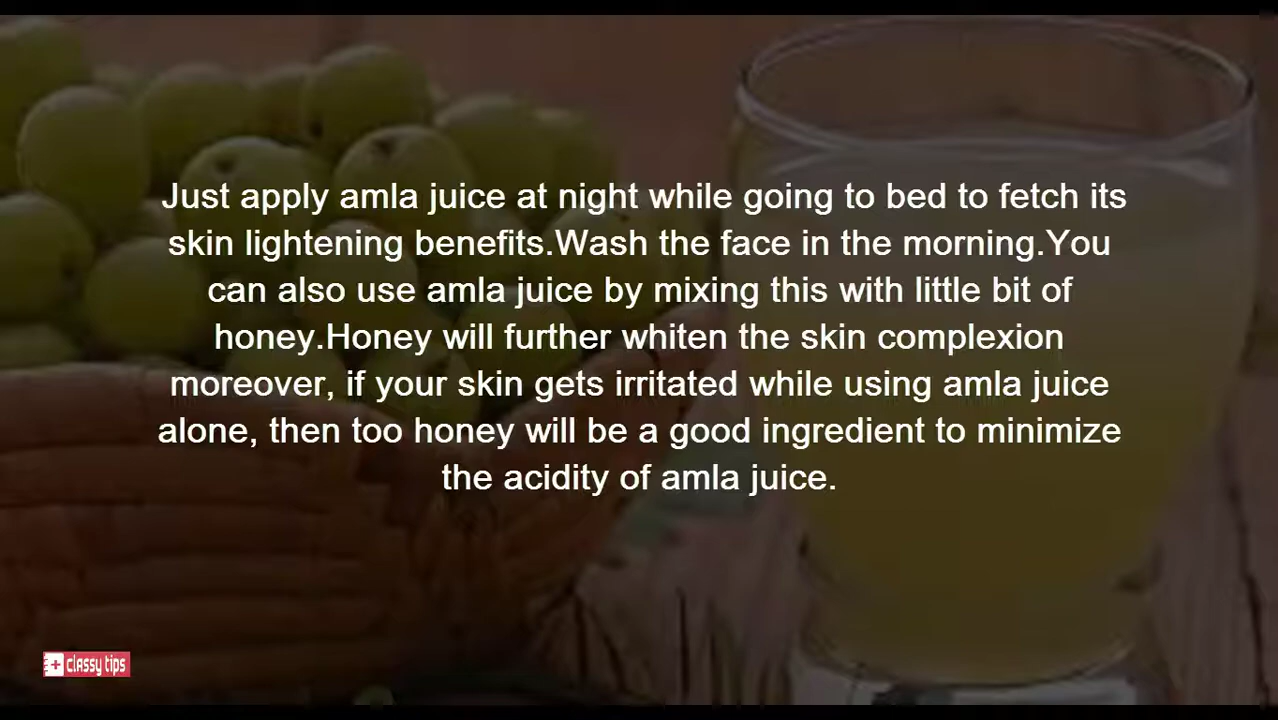 Just apply amla juice at night while going to bed to fetch its
skin lightening benefits.Wash the face in the morning.You
can also use amla juice by mixing this with little bit of
honey.Honey will further whiten the skin complexion
moreover, if your skin gets irritated while using amla juice
alone, then too honey will be a good ingredient to minimize
the acidity of amla juice.
classy tips